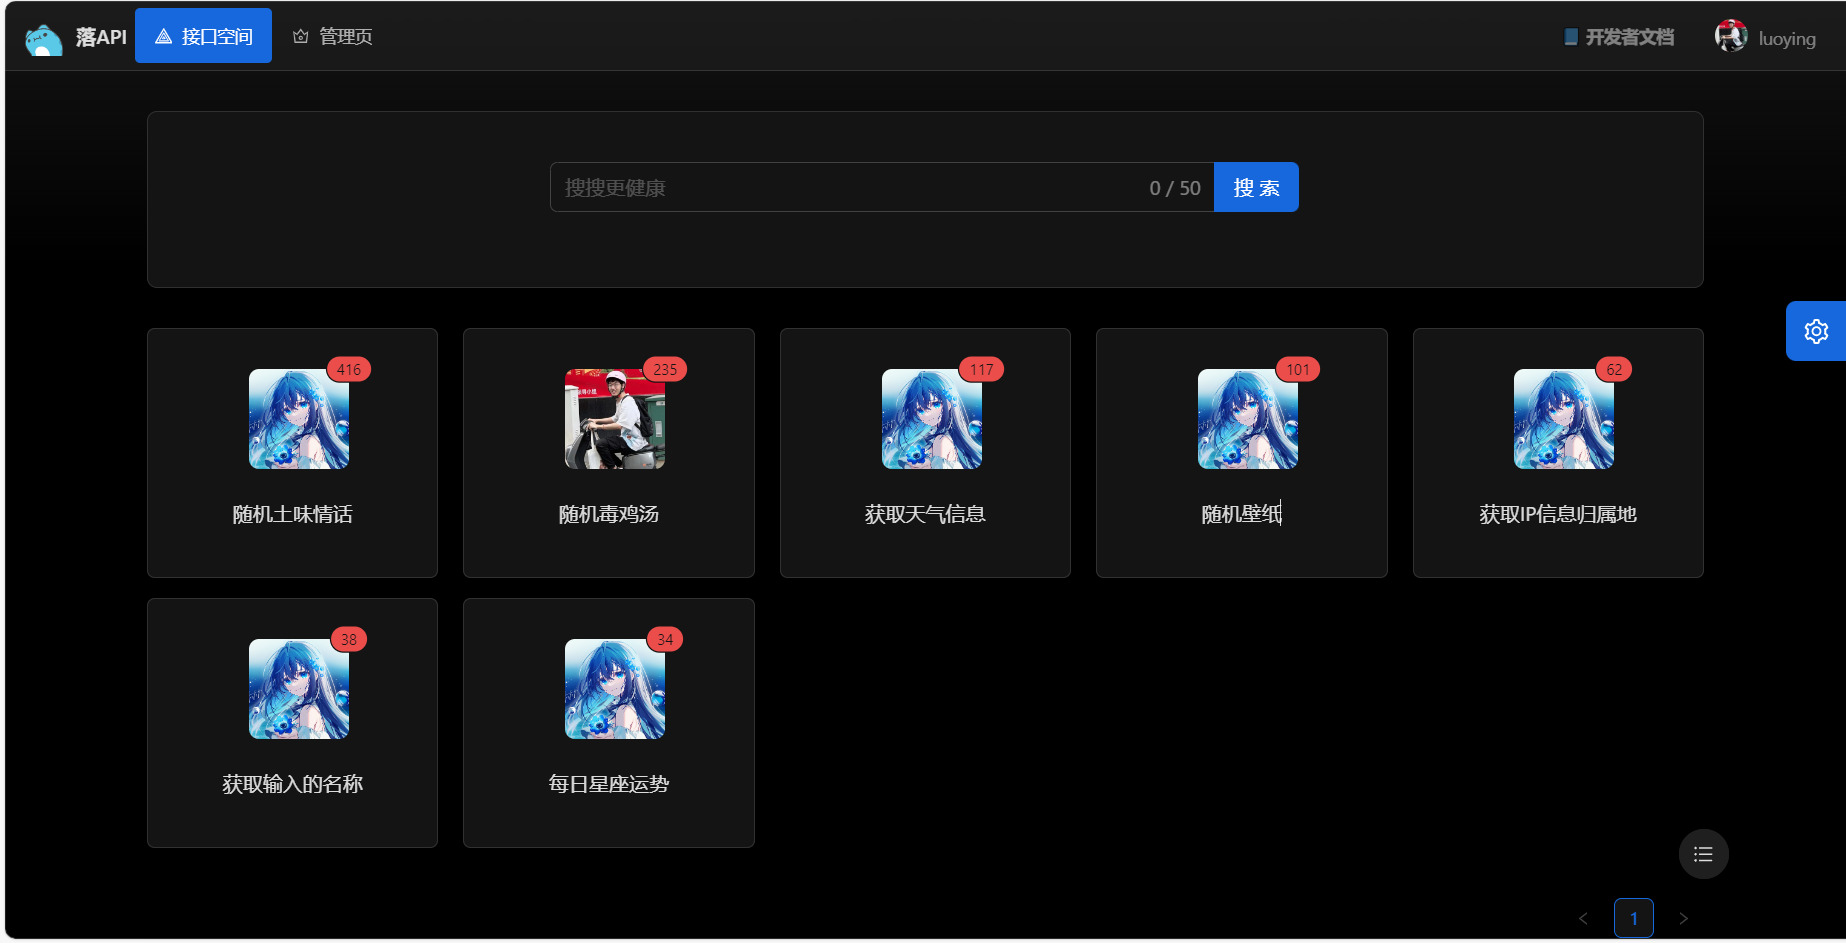 落API
接口空间
管理页
开发者文档
luoying
搜搜更健康
0 / 50
搜 索
416
235
117
101
62
随机土味情话
随机毒鸡汤
获取天气信息
随机壁纸
获取IP信息归属地
38
34
获取输入的名称
每日星座运势
< 1 >